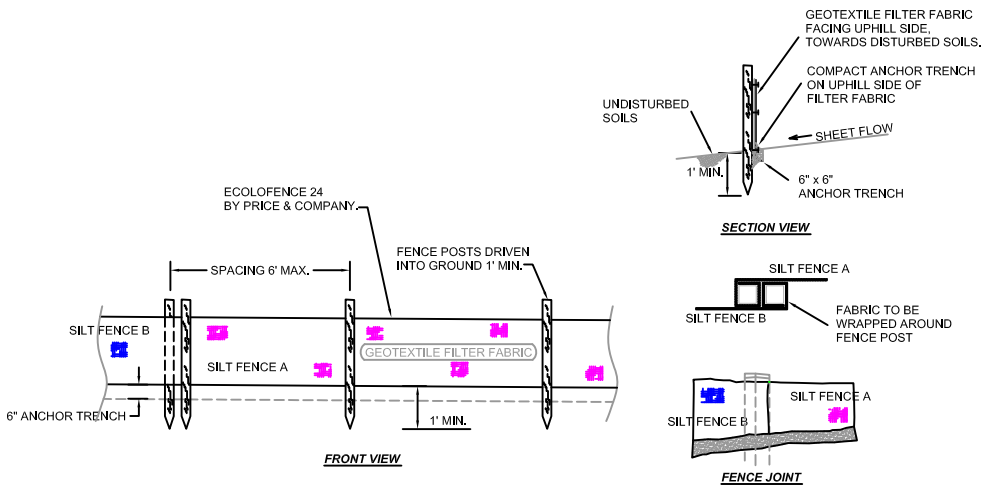 GEOTEXTILE FILTER FABRIC
FACING UPHILL SIDE,
TOWARDS DISTURBED SOILS.
COMPACT ANCHOR TRENCH
ON UPHILL SIDE OF
FILTER FABRIC
UNDISTURBED
SOILS
SHEET FLOW
1' MIN.
6" x 6"
ANCHOR TRENCH
SECTION VIEW
ECOLOFENCE 24
BY PRICE & COMPANY.
SPACING 6' MAX.
FENCE POSTS DRIVEN
INTO GROUND 1' MIN.
SILT FENCE B
SILT FENCE A
GEOTEXTILE FILTER FABRIC
6" ANCHOR TRENCH
1' MIN.
FRONT VIEW
SILT FENCE A
SILT FENCE B
FABRIC TO BE
WRAPPED AROUND
FENCE POST
SILT FENCE A
SILT FENCE B
FENCE JOINT